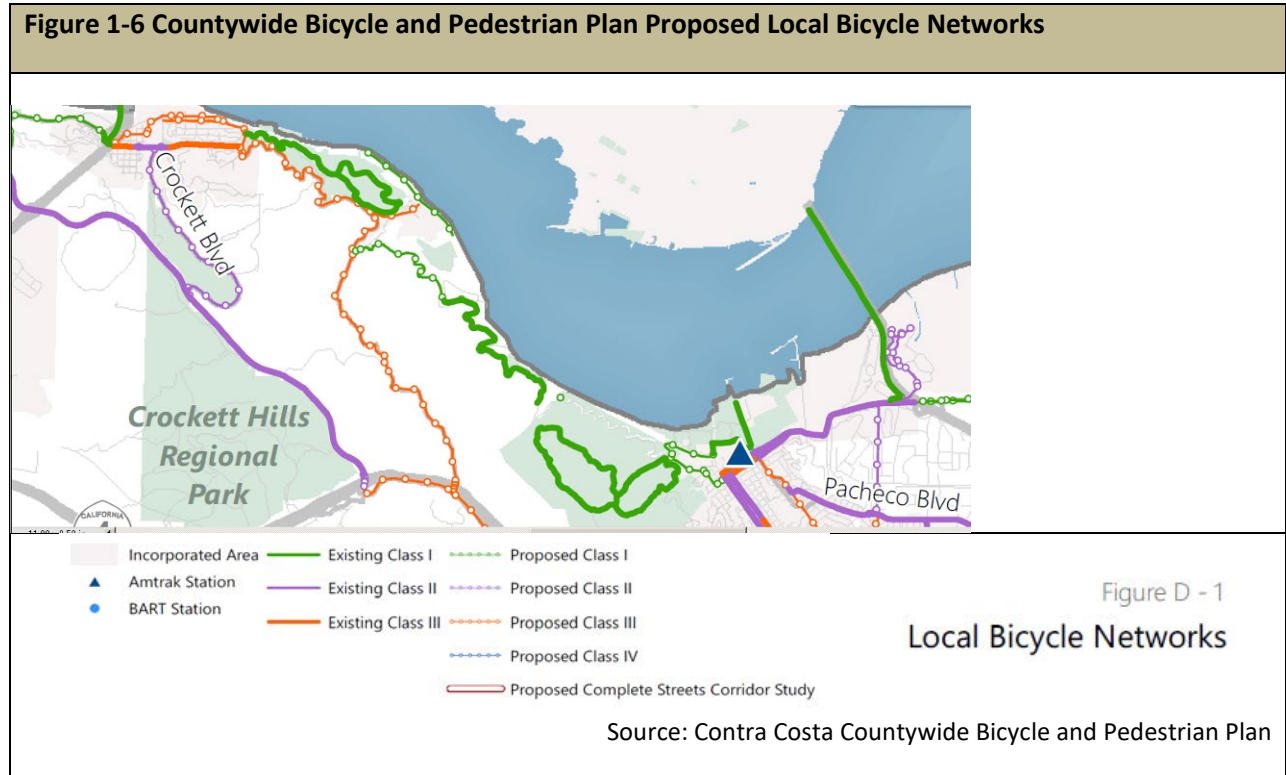 Figure 1-6 Countywide Bicycle and Pedestrian Plan Proposed Local Bicycle Networks
Crockett Blvd
Crockett Hills
Regional
Park
Pacheco Blvd
CALIFORNIA
4
Incorporated Area
Amtrak Station
BART Station
Existing Class I
Existing Class II
Existing Class III
Proposed Class I
Proposed Class II
Proposed Class III
Proposed Class IV
Proposed Complete Streets Corridor Study
Figure D - 1
Local Bicycle Networks
Source: Contra Costa Countywide Bicycle and Pedestrian Plan